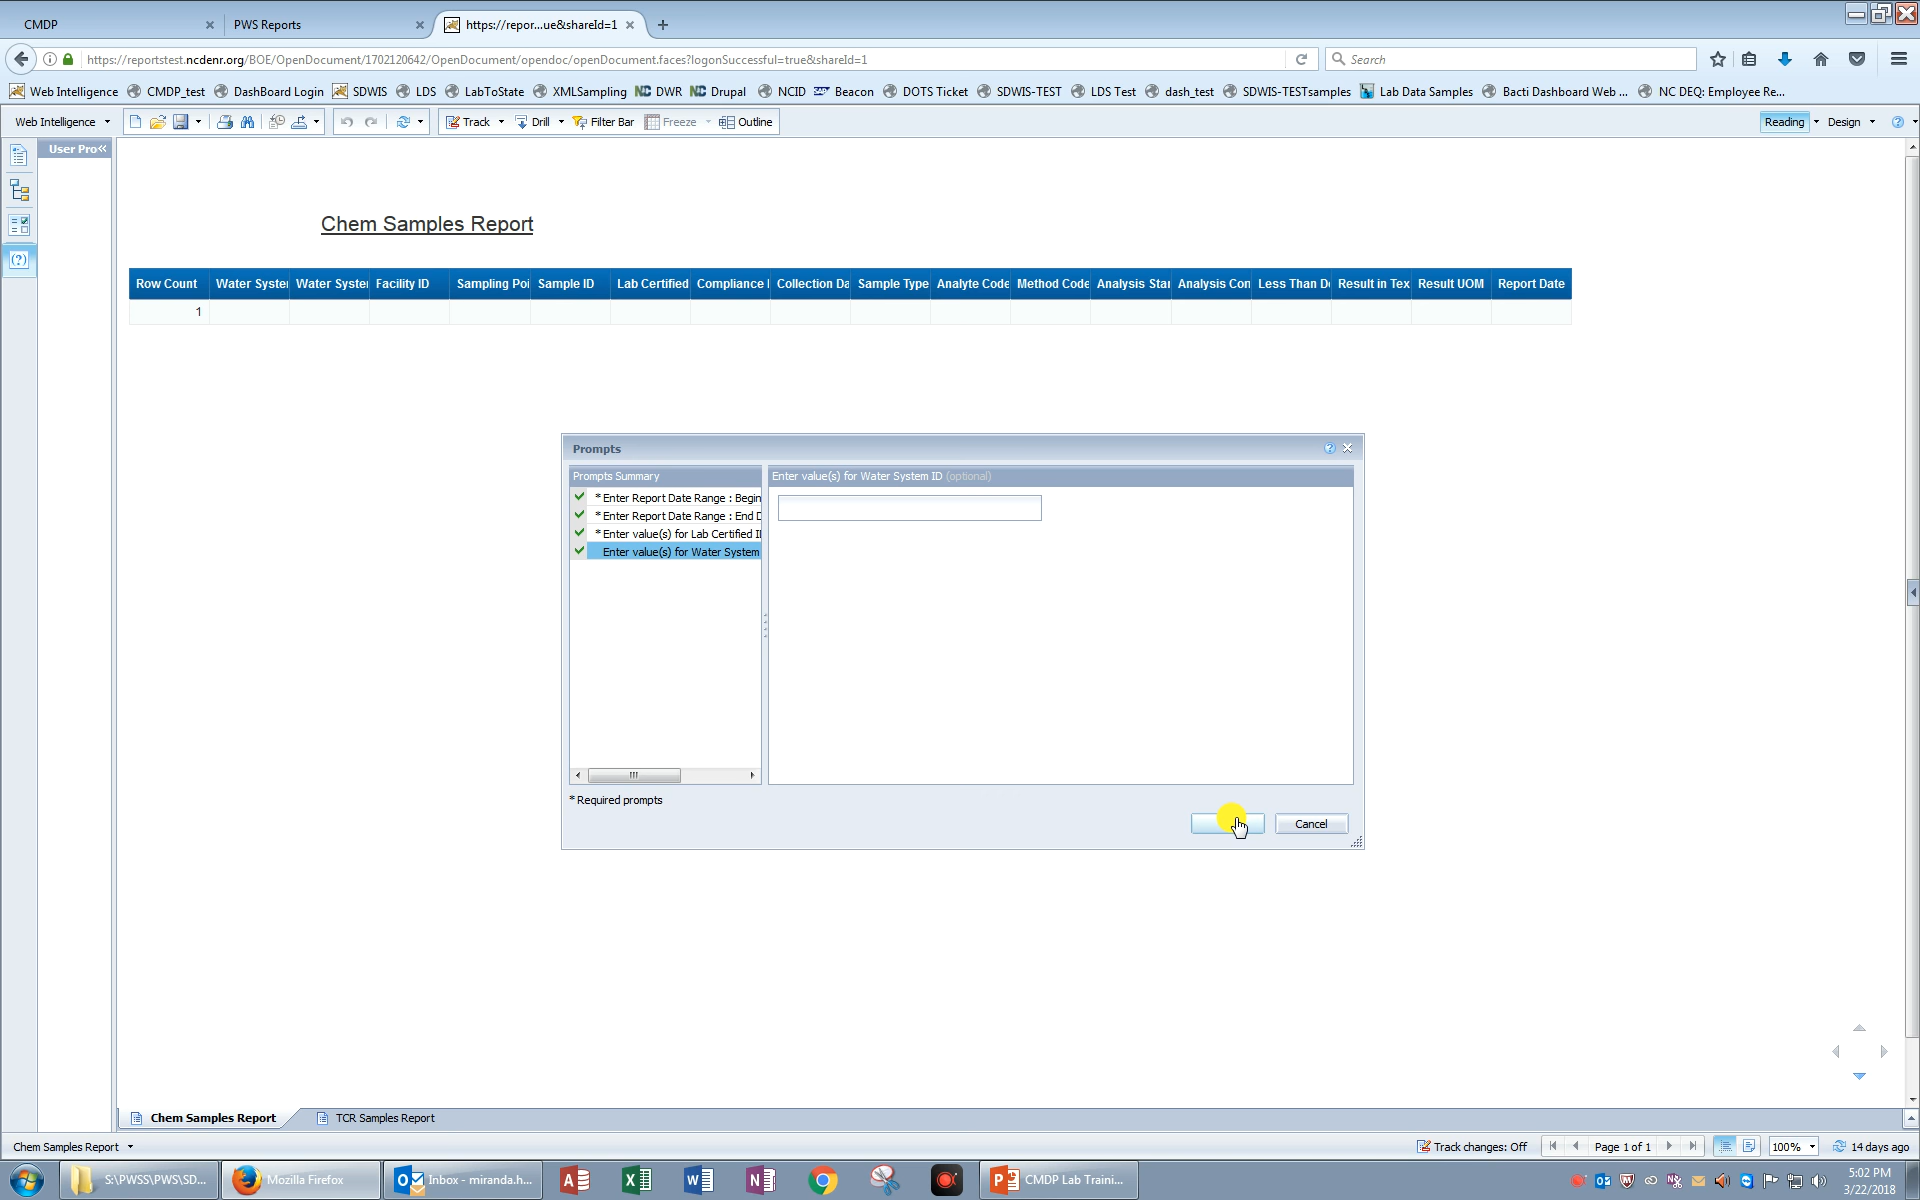 CMDP
PWS Reports
https://repor...ue&shareId=1
https://reportstest.ncdenr.org/BOE/OpenDocument/1702120642/OpenDocument/opendoc/openDocument.faces?logonSuccessful=true&shareId=1
Search
Web Intelligence CMDP_test DashBoard Login SDWIS LDS LabToState XMLSampling DWR Drupal NCID Beacon DOTS Ticket SDWIS-TEST LDS Test dash_test SDWIS-TESTsamples Lab Data Samples Bacti Dashboard Web ... NC DEQ: Employee Re...
Web Intelligence Track Drill Filter Bar Freeze Outline Reading Design
User Pro«
Chem Samples Report
Row Count Water Syster Water Syster Facility ID Sampling Poi Sample ID Lab Certified Compliance I Collection Da Sample Type Analyte Code Method Code Analysis Star Analysis Con Less Than De Result in Tex Result UOM Report Date
1
Prompts
Prompts Summary
Enter value(s) for Water System ID (optional)
* Enter Report Date Range : Begin
* Enter Report Date Range : End D
* Enter value(s) for Lab Certified II
Enter value(s) for Water System
* Required prompts
Cancel
Chem Samples Report
TCR Samples Report
Chem Samples Report
Track changes: Off
Page 1 of 1
100%
14 days ago
S:\PWSS\PWS\SD...
Mozilla Firefox
Inbox - miranda.h...
CMDP Lab Traini...
5:02 PM
3/22/2018